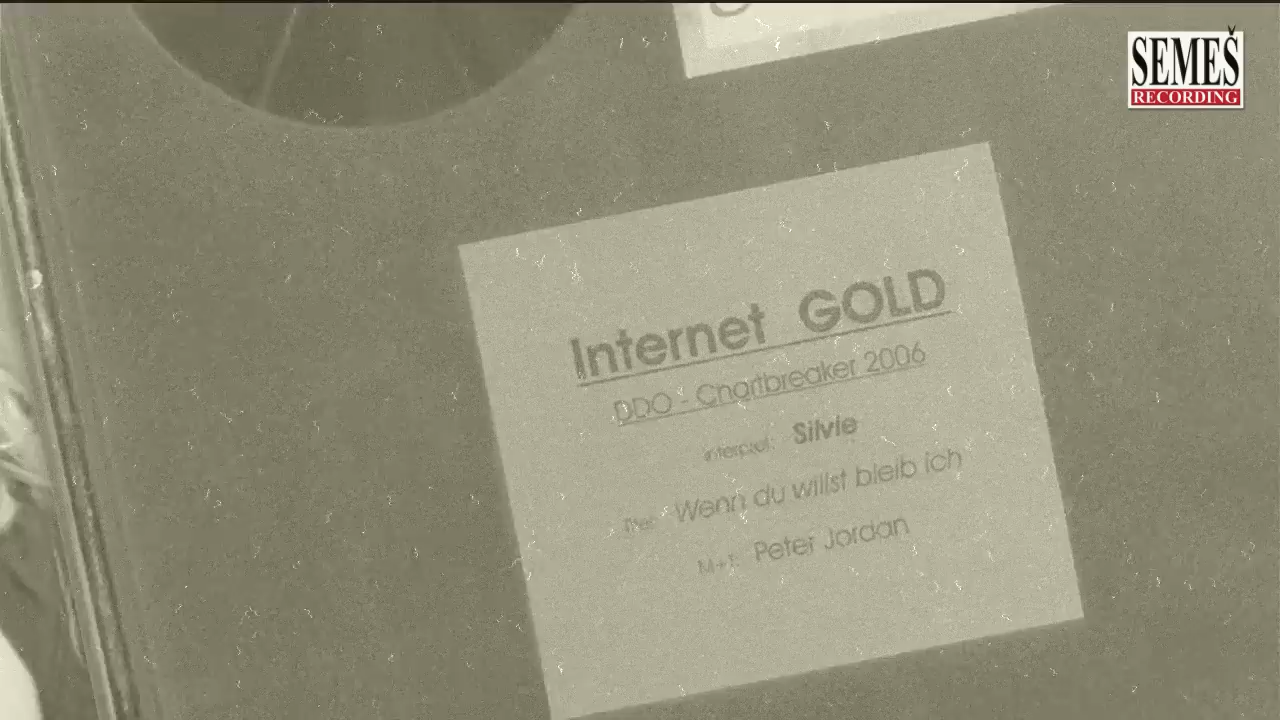 SEMEŠ
RECORDING
Internet GOLD
DDO - Chartbreaker 2006
Interpret: Silvie
Titel: Wenn du willst bleib ich
M+T: Peter Jordan